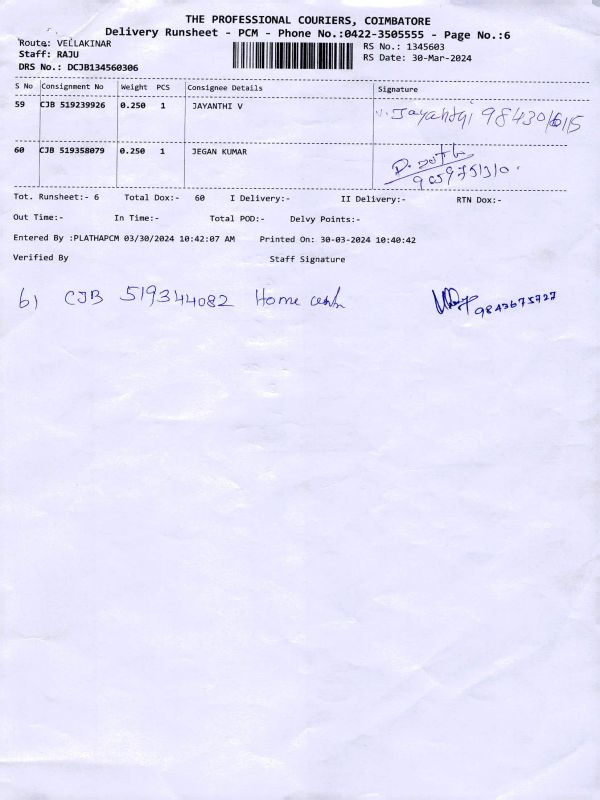 THE PROFESSIONAL COURIERS, COIMBATORE
Delivery Runsheet - PCM - Phone No.:0422-3505555 - Page No.:6
Route: VELLAKINAR
RS No.: 1345603
Staff: RAJU
RS Date: 30-Mar-2024
DRS No.: DCJB134560306
S No Consignment No Weight PCS Consignee Details Signature
59 CJB 519239926 0.250 1 JAYANTHI V Jayanthi
60 CJB 519358079 0.250 1 JEGAN KUMAR
Tot. Runsheet:- 6 Total Dox:- 60 I Delivery:- II Delivery:- RTN Dox:-
Out Time:- In Time:- Total POD:- Delvy Points:-
Entered By :PLATHAPCM 03/30/2024 10:42:07 AM Printed On: 30-03-2024 10:40:42
Verified By Staff Signature
61 CJB 519344082 Home 9843675727